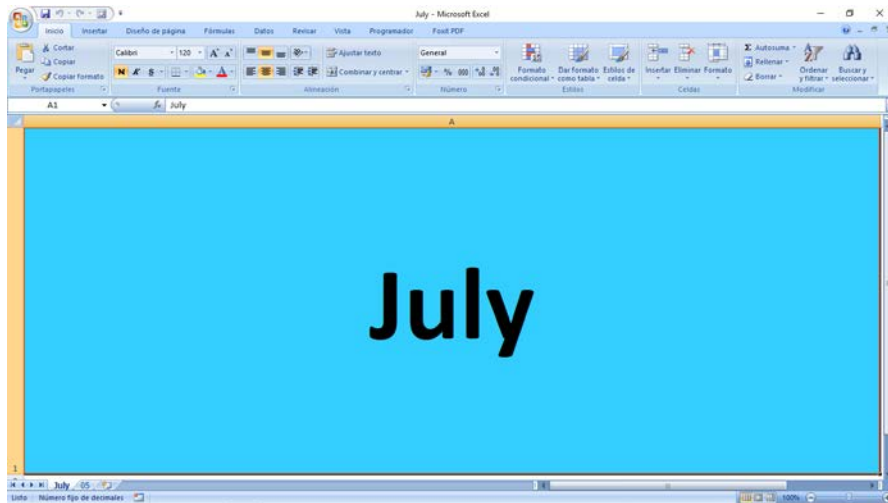 July - Microsoft Excel
Inicio Insertar Diseño de página Fórmulas Datos Revisar Vista Programador Foxit PDF
Pegar
Cortar
Copiar
Copiar formato
Portapapeles
Calibri 120
N K S
Fuente
Ajustar texto
Combinar y centrar
Alineación
General
% 000
Número
Formato condicional
Dar formato como tabla
Estilos de celda
Estilos
Insertar Eliminar Formato
Celdas
Σ Autosuma
Rellenar
Borrar
Ordenar y filtrar
Buscar y seleccionar
Modificar
A1 fx July
A
July
1
July 05
Listo Número fijo de decimales 100%